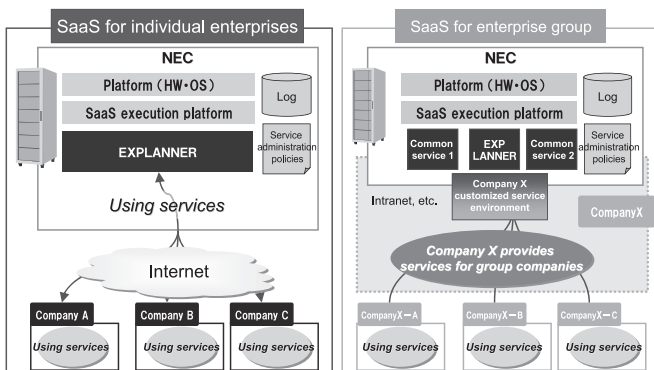 SaaS for individual enterprises
NEC
Platform (HW·OS)
SaaS execution platform
EXPLANNER
Log
Service
administration
policies
Using services
Internet
Company A
Company B
Company C
Using services
Using services
Using services
SaaS for enterprise group
NEC
Platform (HW·OS)
SaaS execution platform
Common
service 1
EXP
LANNER
Common
service 2
Log
Service
administration
policies
Intranet, etc.
Company X
customized service
environment
CompanyX
Company X provides
services for group companies
CompanyX—A
CompanyX—B
CompanyX—C
Using services
Using services
Using services